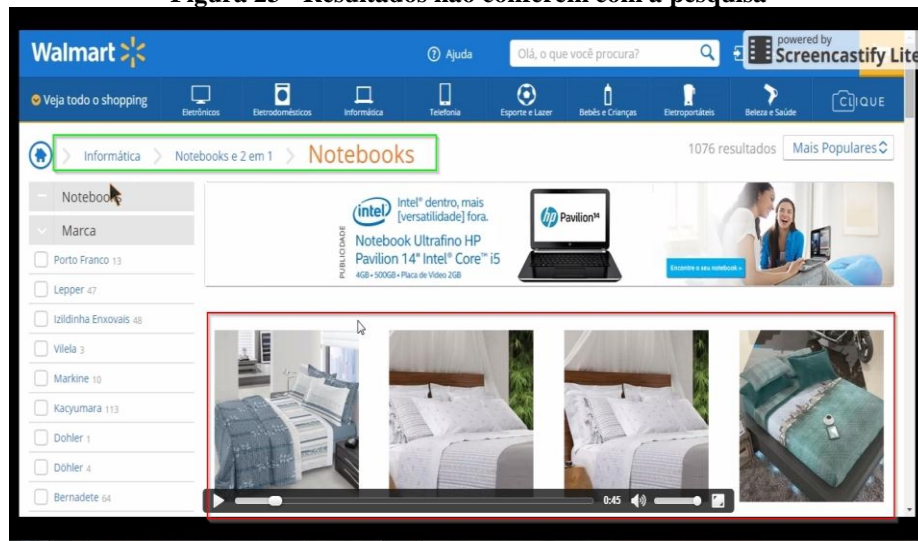 Figura 23 - Resultados não conferem com a pesquisa
Walmart
Ajuda
Olá, o que você procura?
powered by
Screencastify Lite
Veja todo o shopping
Eletrônicos
Eletrodomésticos
Informática
Telefonia
Esporte e Lazer
Bebês e Crianças
Eletroportáteis
Beleza e Saúde
CLIQUE
Informática
Notebooks e 2 em 1
Notebooks
1076 resultados
Mais Populares
Notebooks
Marca
Porto Franco 13
Lepper 47
Izildinha Enxovais 48
Vilela 3
Markine 10
Kacyumara 113
Dohler 1
Döhler 4
Bernadete 64
PUBLICIDADE
intel
Intel® dentro, mais
[versatilidade] fora.
Notebook Ultrafino HP
Pavilion 14" Intel® Core™ i5
4GB + 500GB + Placa de Vídeo 2GB
hp Pavilion14
Encontre o seu notebook »
0:45